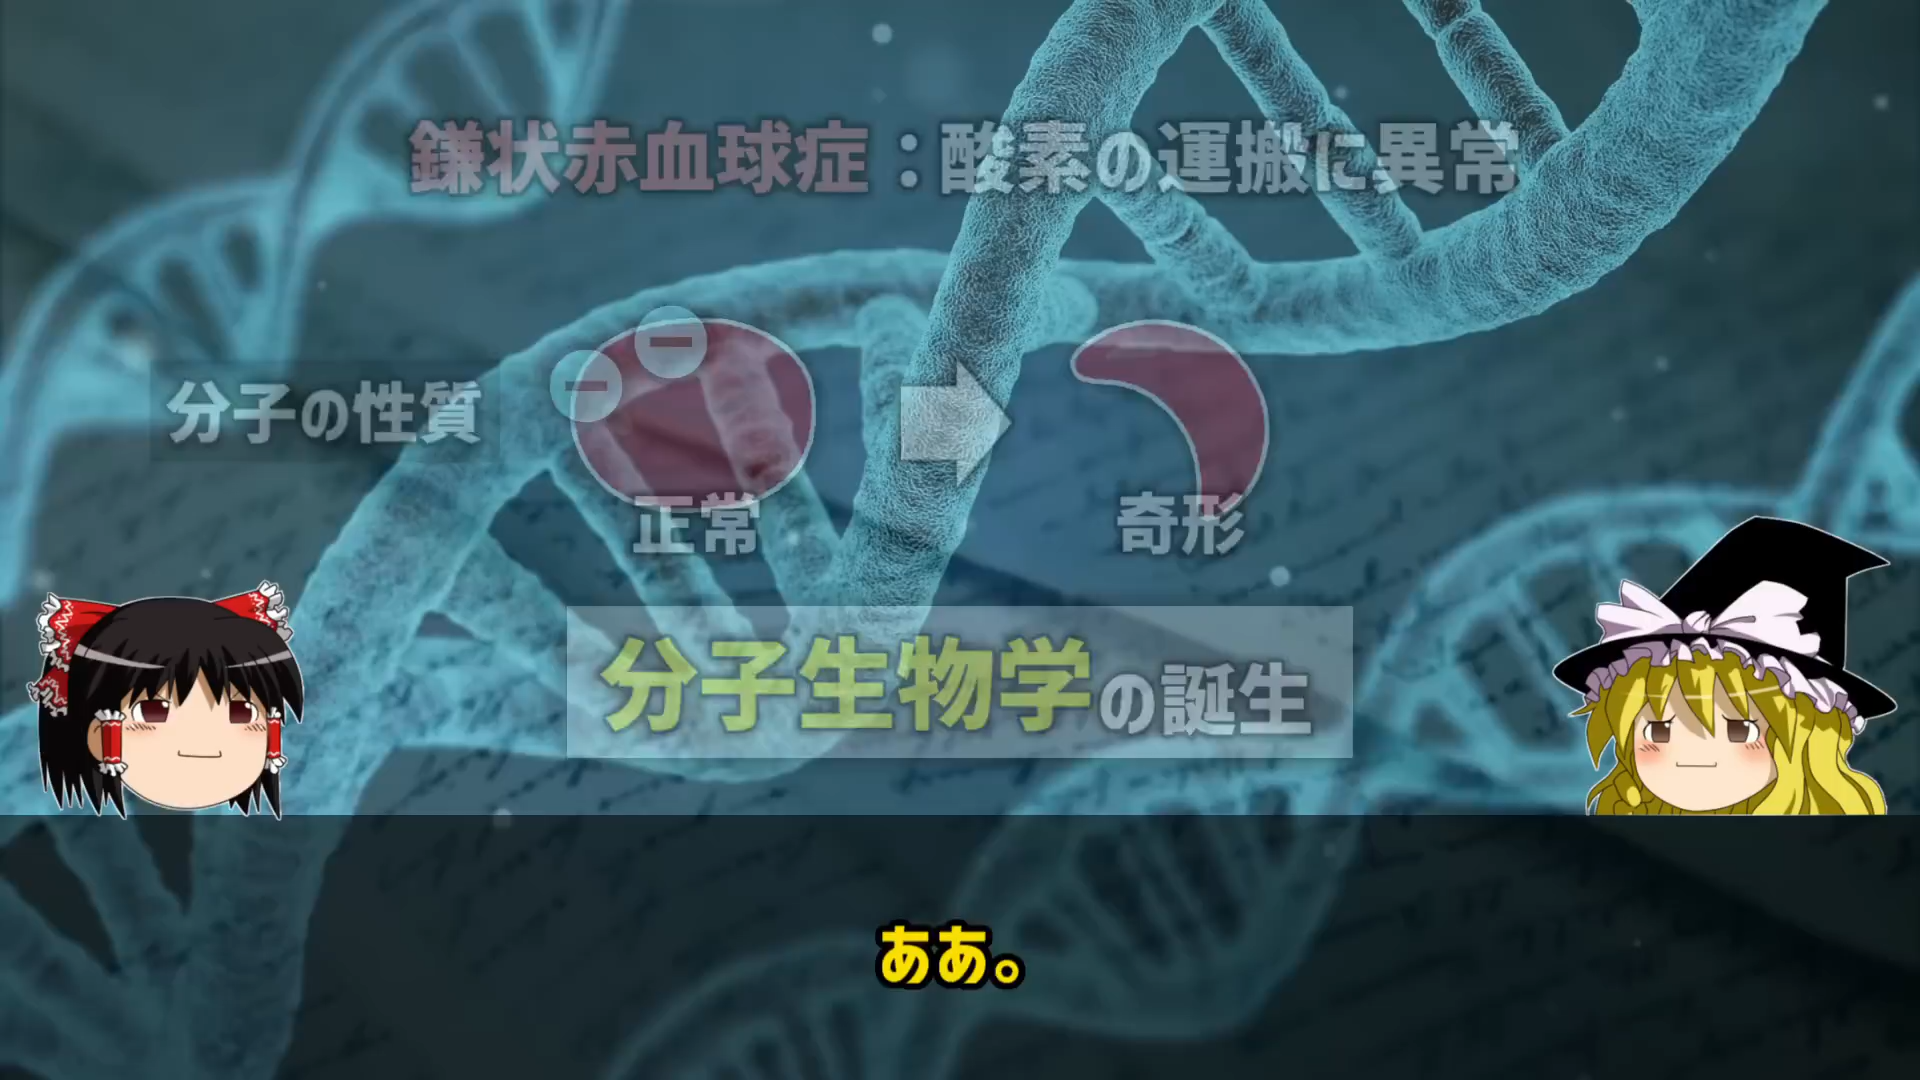 鎌状赤血球症：酸素の運搬に異常
分子の性質
正常
奇形
分子生物学の誕生
ああ。